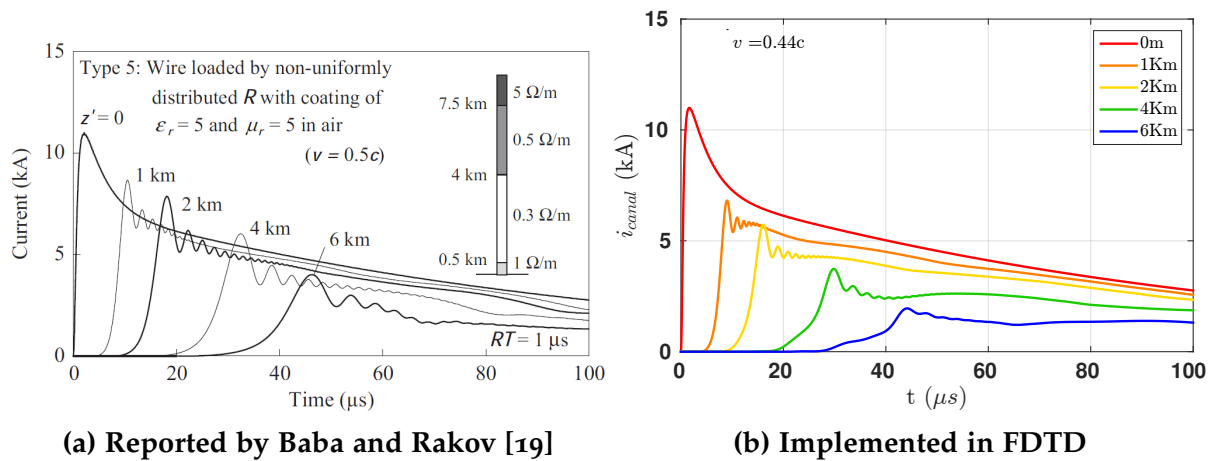 15
10
5
0
Current (kA)
Type 5: Wire loaded by non-uniformly
distributed R with coating of
εr = 5 and μr = 5 in air
(v = 0.5c)
z' = 0
1 km
2 km
4 km
6 km
7.5 km
4 km
0.5 km
5 Ω/m
0.5 Ω/m
0.3 Ω/m
1 Ω/m
RT = 1 μs
0 20 40 60 80 100
Time (μs)
(a) Reported by Baba and Rakov [19]
15
10
5
0
i_canal (kA)
v =0.44c
0m
1Km
2Km
4Km
6Km
0 20 40 60 80 100
t (μs)
(b) Implemented in FDTD